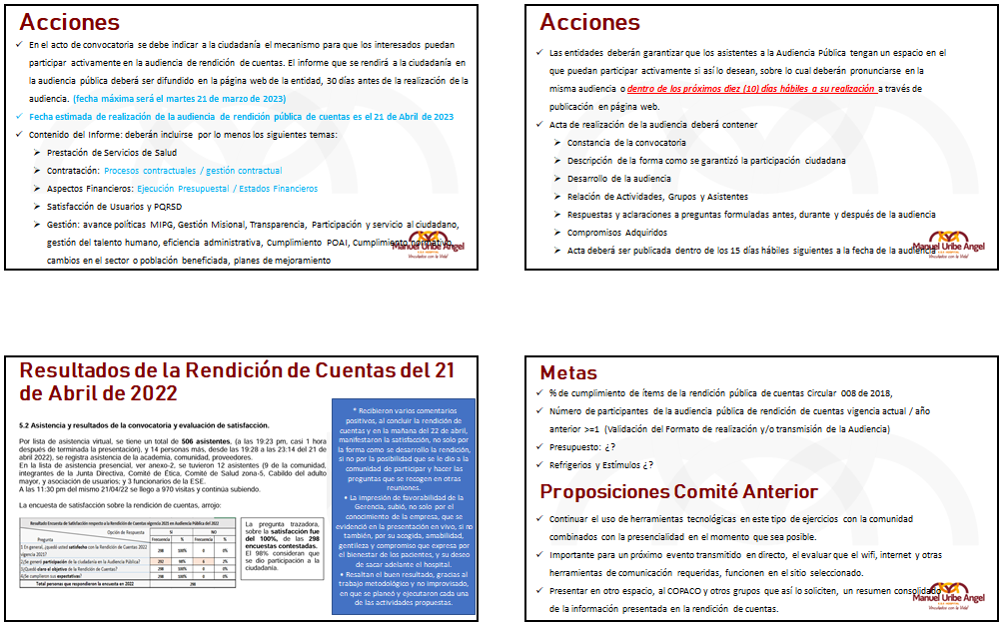 Acciones
✓ En el acto de convocatoria se debe indicar a la ciudadanía el mecanismo para que los interesados puedan
participar activamente en la audiencia de rendición de cuentas. El informe que se rendirá a la ciudadanía en
la audiencia pública deberá ser difundido en la página web de la entidad, 30 días antes de la realización de la
audiencia. (fecha máxima será el martes 21 de marzo de 2023)
✓ Fecha estimada de realización de la audiencia de rendición pública de cuentas es el 21 de Abril de 2023
✓ Contenido del Informe: deberán incluirse por lo menos los siguientes temas:
➢ Prestación de Servicios de Salud
➢ Contratación: Procesos contractuales / gestión contractual
➢ Aspectos Financieros: Ejecución Presupuestal / Estados Financieros
➢ Satisfacción de Usuarios y PQRSD
➢ Gestión: avance políticas MIPG, Gestión Misional, Transparencia, Participación y servicio al ciudadano,
gestión del talento humano, eficiencia administrativa, Cumplimiento POAI, Cumplimiento normativo,
cambios en el sector o población beneficiada, planes de mejoramiento
Manuel Uribe Angel
Vinculados con la Vida!
Acciones
✓ Las entidades deberán garantizar que los asistentes a la Audiencia Pública tengan un espacio en el
que puedan participar activamente si así lo desean, sobre lo cual deberán pronunciarse en la
misma audiencia o dentro de los próximos diez (10) días hábiles a su realización a través de
publicación en página web.
✓ Acta de realización de la audiencia deberá contener
➢ Constancia de la convocatoria
➢ Descripción de la forma como se garantizó la participación ciudadana
➢ Desarrollo de la audiencia
➢ Relación de Actividades, Grupos y Asistentes
➢ Respuestas y aclaraciones a preguntas formuladas antes, durante y después de la audiencia
➢ Compromisos Adquiridos
➢ Acta deberá ser publicada dentro de los 15 días hábiles siguientes a la fecha de la audiencia
Manuel Uribe Angel
Vinculados con la Vida!
Resultados de la Rendición de Cuentas del 21
de Abril de 2022
5.2 Asistencia y resultados de la convocatoria y evaluación de satisfacción.
Por lista de asistencia virtual, se tiene un total de 506 asistentes, (a las 19:23 pm, casi 1 hora
después de terminada la presentación), y 14 personas más, desde las 19:28 a las 23:14 del 21 de
abril 2022), se registra asistencia de la academia, comunidad, proveedores.
En la lista de asistencia presencial, ver anexo-2, se tuvieron 12 asistentes (9 de la comunidad,
integrantes de la Junta Directiva, Comité de Ética, Comité de Salud zona-5, Cabildo del adulto
mayor, y asociación de usuarios; y 3 funcionarios de la ESE.
A las 11:30 pm del mismo 21/04/22 se llego a 970 visitas y continúa subiendo.
La encuesta de satisfacción sobre la rendición de cuentas, arrojo:
Resultado Encuesta de Satisfacción respecto a la Rendición de Cuentas vigencia 2021 en Audiencia Pública del 2022
Opción de Respuesta SI NO
Pregunta Frecuencia % Frecuencia %
1 En general, ¿quedó usted satisfecho con la Rendición de Cuentas 2022
vigencia 2021? 298 100% 0 0%
2¿Se generó participación de la ciudadanía en la Audiencia Pública? 292 98% 6 2%
3¿Quedó claro el objetivo de la Rendición de Cuentas? 298 100% 0 0%
4¿Se cumplieron sus expectativas? 298 100% 0 0%
Total personas que respondieron la encuesta en 2022 298
La pregunta trazadora,
sobre la satisfacción fue
del 100%, de las 298
encuestas contestadas.
El 98% consideran que
se dio participación a la
ciudadanía.
* Recibieron varios comentarios
positivos, al concluir la rendición de
cuentas y en la mañana del 22 de abril,
manifestaron la satisfacción, no solo por
la forma como se desarrollo la rendición,
si no por la posibilidad que se le dio a la
comunidad de participar y hacer las
preguntas que se recogen en otras
reuniones.
• La impresión de favorabilidad de la
Gerencia, subió, no solo por el
conocimiento de la empresa, que se
evidenció en la presentación en vivo, si no
también, por su acogida, amabilidad,
gentileza y compromiso que expresa por
el bienestar de los pacientes, y su deseo
de sacar adelante el hospital.
• Resaltan el buen resultado, gracias al
trabajo metodológico y no improvisado,
en que se planeó y ejecutaron cada una
de las actividades propuestas.
Metas
✓ % de cumplimiento de ítems de la rendición pública de cuentas Circular 008 de 2018,
✓ Número de participantes de la audiencia pública de rendición de cuentas vigencia actual / año
anterior >=1 (Validación del Formato de realización y/o transmisión de la Audiencia)
✓ Presupuesto: ¿?
✓ Refrigerios y Estímulos ¿?
Proposiciones Comité Anterior
✓ Continuar el uso de herramientas tecnológicas en este tipo de ejercicios con la comunidad
combinados con la presencialidad en el momento que sea posible.
✓ Importante para un próximo evento transmitido en directo, el evaluar que el wifi, internet y otras
herramientas de comunicación requeridas, funcionen en el sitio seleccionado.
✓ Presentar en otro espacio, al COPACO y otros grupos que así lo soliciten, un resumen consolidado
de la información presentada en la rendición de cuentas.
Manuel Uribe Angel
Vinculados con la Vida!